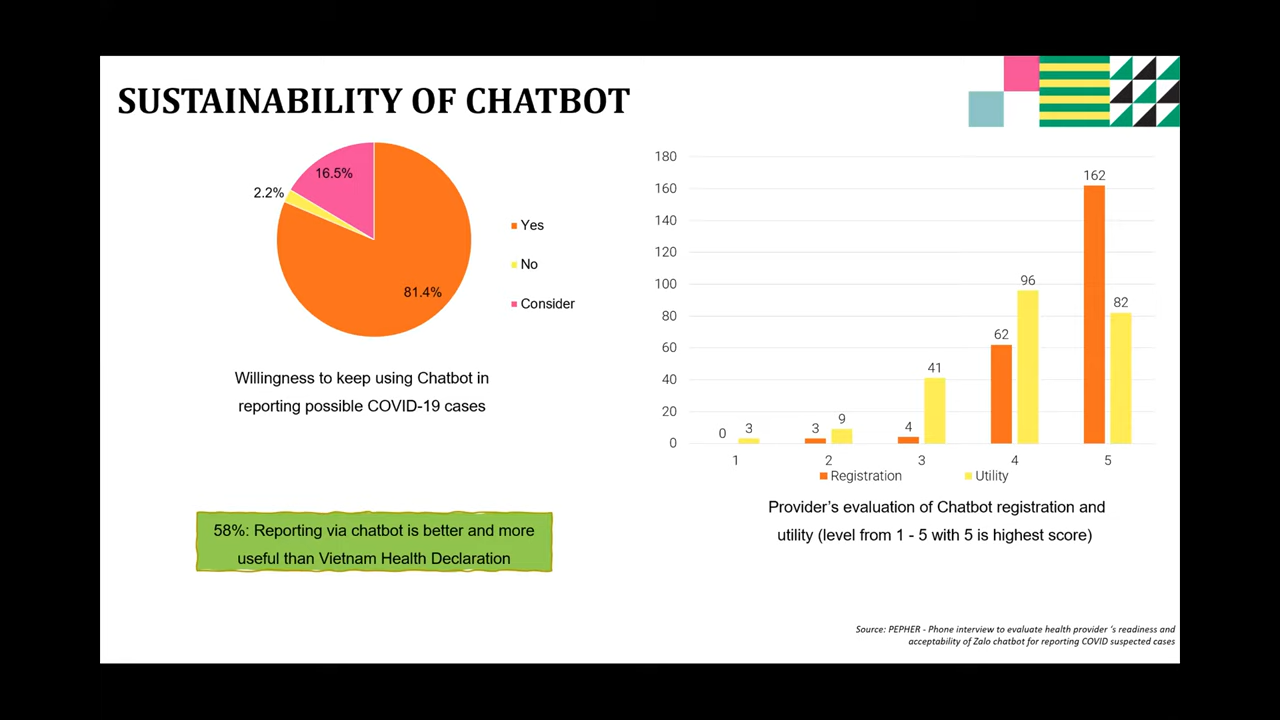 SUSTAINABILITY OF CHATBOT
16.5%
2.2%
81.4%
Yes
No
Consider
Willingness to keep using Chatbot in
reporting possible COVID-19 cases
58%: Reporting via chatbot is better and more
useful than Vietnam Health Declaration
180
160
140
120
100
80
60
40
20
0
0
3
3
9
4
41
62
96
162
82
1
2
3
4
5
Registration
Utility
Provider's evaluation of Chatbot registration and
utility (level from 1 - 5 with 5 is highest score)
Source: PEPHER - Phone interview to evaluate health provider 's readiness and
acceptability of Zalo chatbot for reporting COVID suspected cases